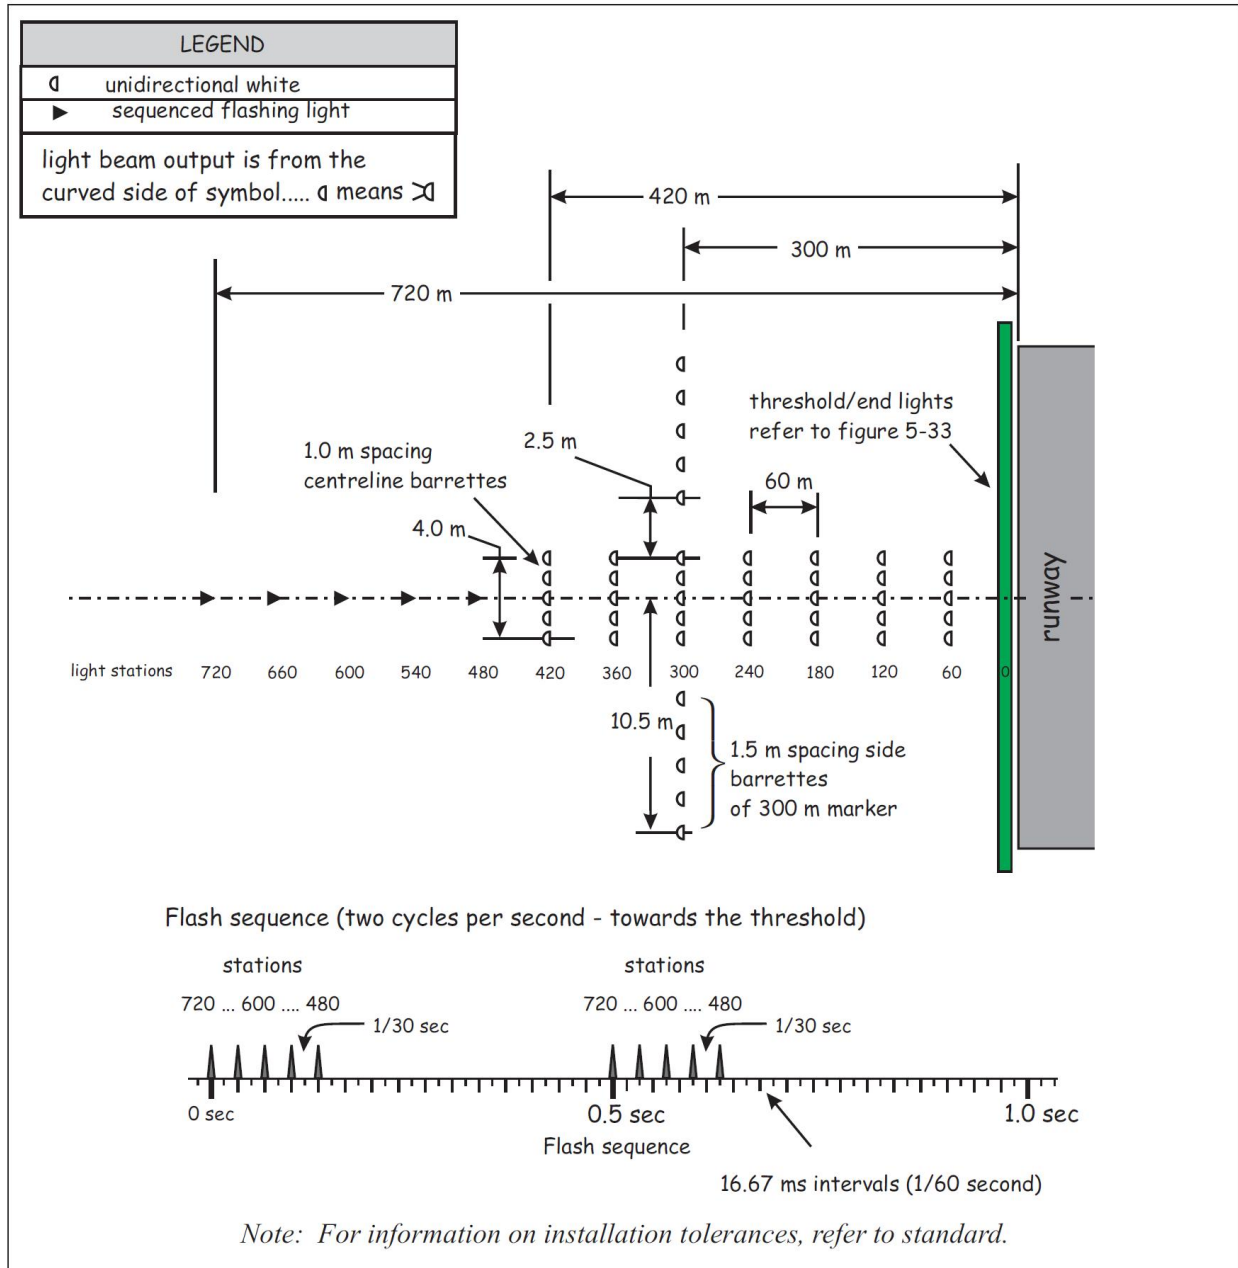 LEGEND
unidirectional white
sequenced flashing light
light beam output is from the
curved side of symbol..... means
420 m
300 m
720 m
threshold/end lights
refer to figure 5-33
1.0 m spacing
centreline barrettes
2.5 m
60 m
4.0 m
runway
light stations 720 660 600 540 480 420 360 300 240 180 120 60 0
10.5 m
1.5 m spacing side
barrettes
of 300 m marker
Flash sequence (two cycles per second - towards the threshold)
stations stations
720 ... 600 .... 480 720 ... 600 .... 480
1/30 sec 1/30 sec
0 sec 0.5 sec 1.0 sec
Flash sequence
16.67 ms intervals (1/60 second)
Note: For information on installation tolerances, refer to standard.